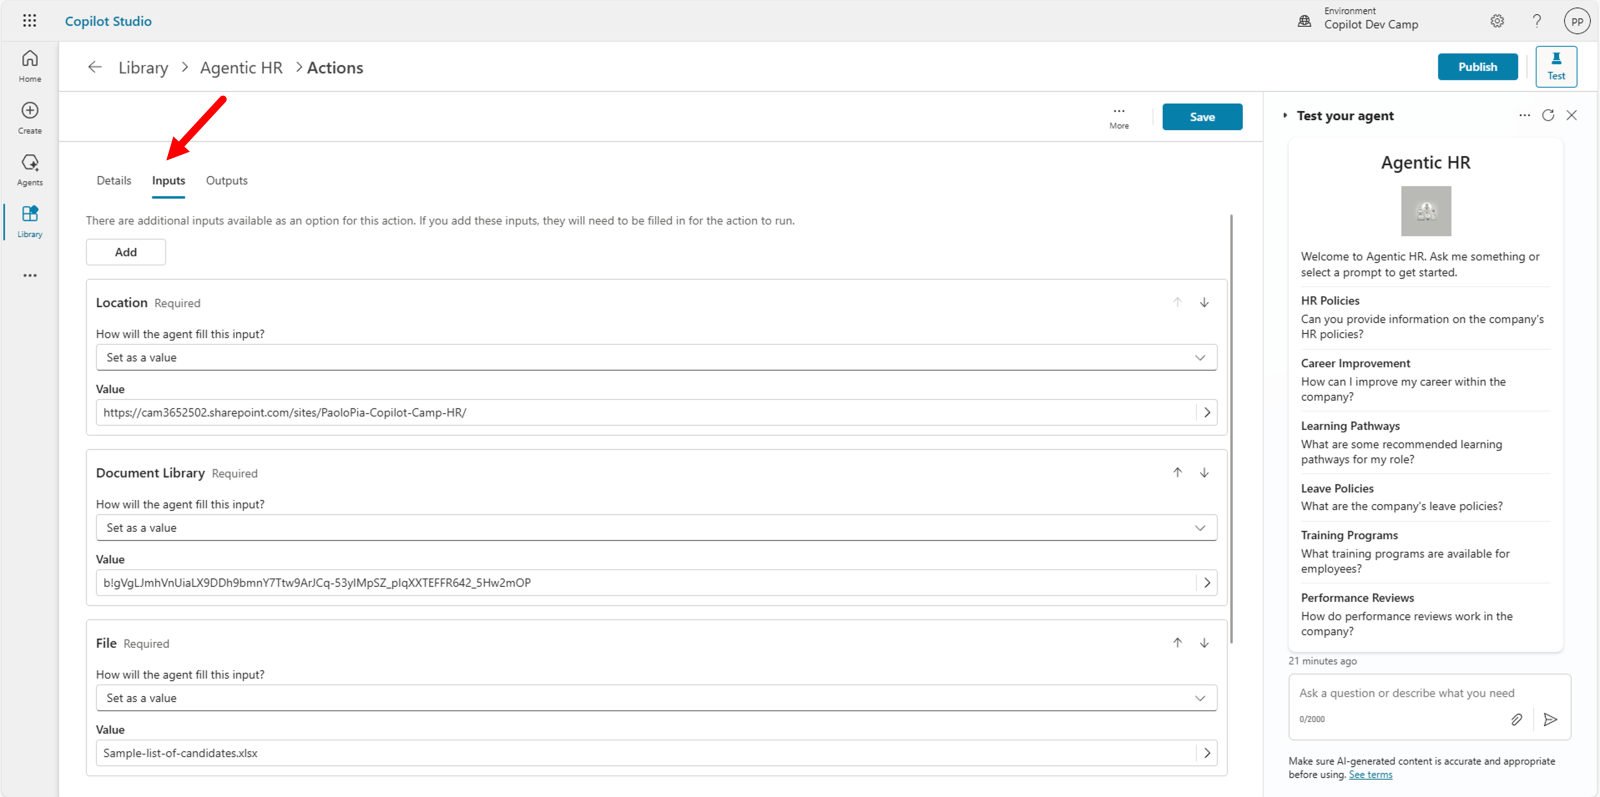 Copilot Studio
Environment
Copilot Dev Camp
PP
Home
Create
Agents
Library
Library > Agentic HR > Actions
Publish
Test
More
Save
Details Inputs Outputs
There are additional inputs available as an option for this action. If you add these inputs, they will need to be filled in for the action to run.
Add
Location Required
How will the agent fill this input?
Set as a value
Value
https://cam3652502.sharepoint.com/sites/PaoloPia-Copilot-Camp-HR/
Document Library Required
How will the agent fill this input?
Set as a value
Value
b!gVgLJmhVnUiaLX9DDh9bmnY7Ttw9ArJCq-53yIMpSZ_pIqXXTEFFR642_5Hw2mOP
File Required
How will the agent fill this input?
Set as a value
Value
Sample-list-of-candidates.xlsx
Test your agent
Agentic HR
Welcome to Agentic HR. Ask me something or
select a prompt to get started.
HR Policies
Can you provide information on the company's
HR policies?
Career Improvement
How can I improve my career within the
company?
Learning Pathways
What are some recommended learning
pathways for my role?
Leave Policies
What are the company's leave policies?
Training Programs
What training programs are available for
employees?
Performance Reviews
How do performance reviews work in the
company?
21 minutes ago
Ask a question or describe what you need
0/2000
Make sure AI-generated content is accurate and appropriate
before using. See terms